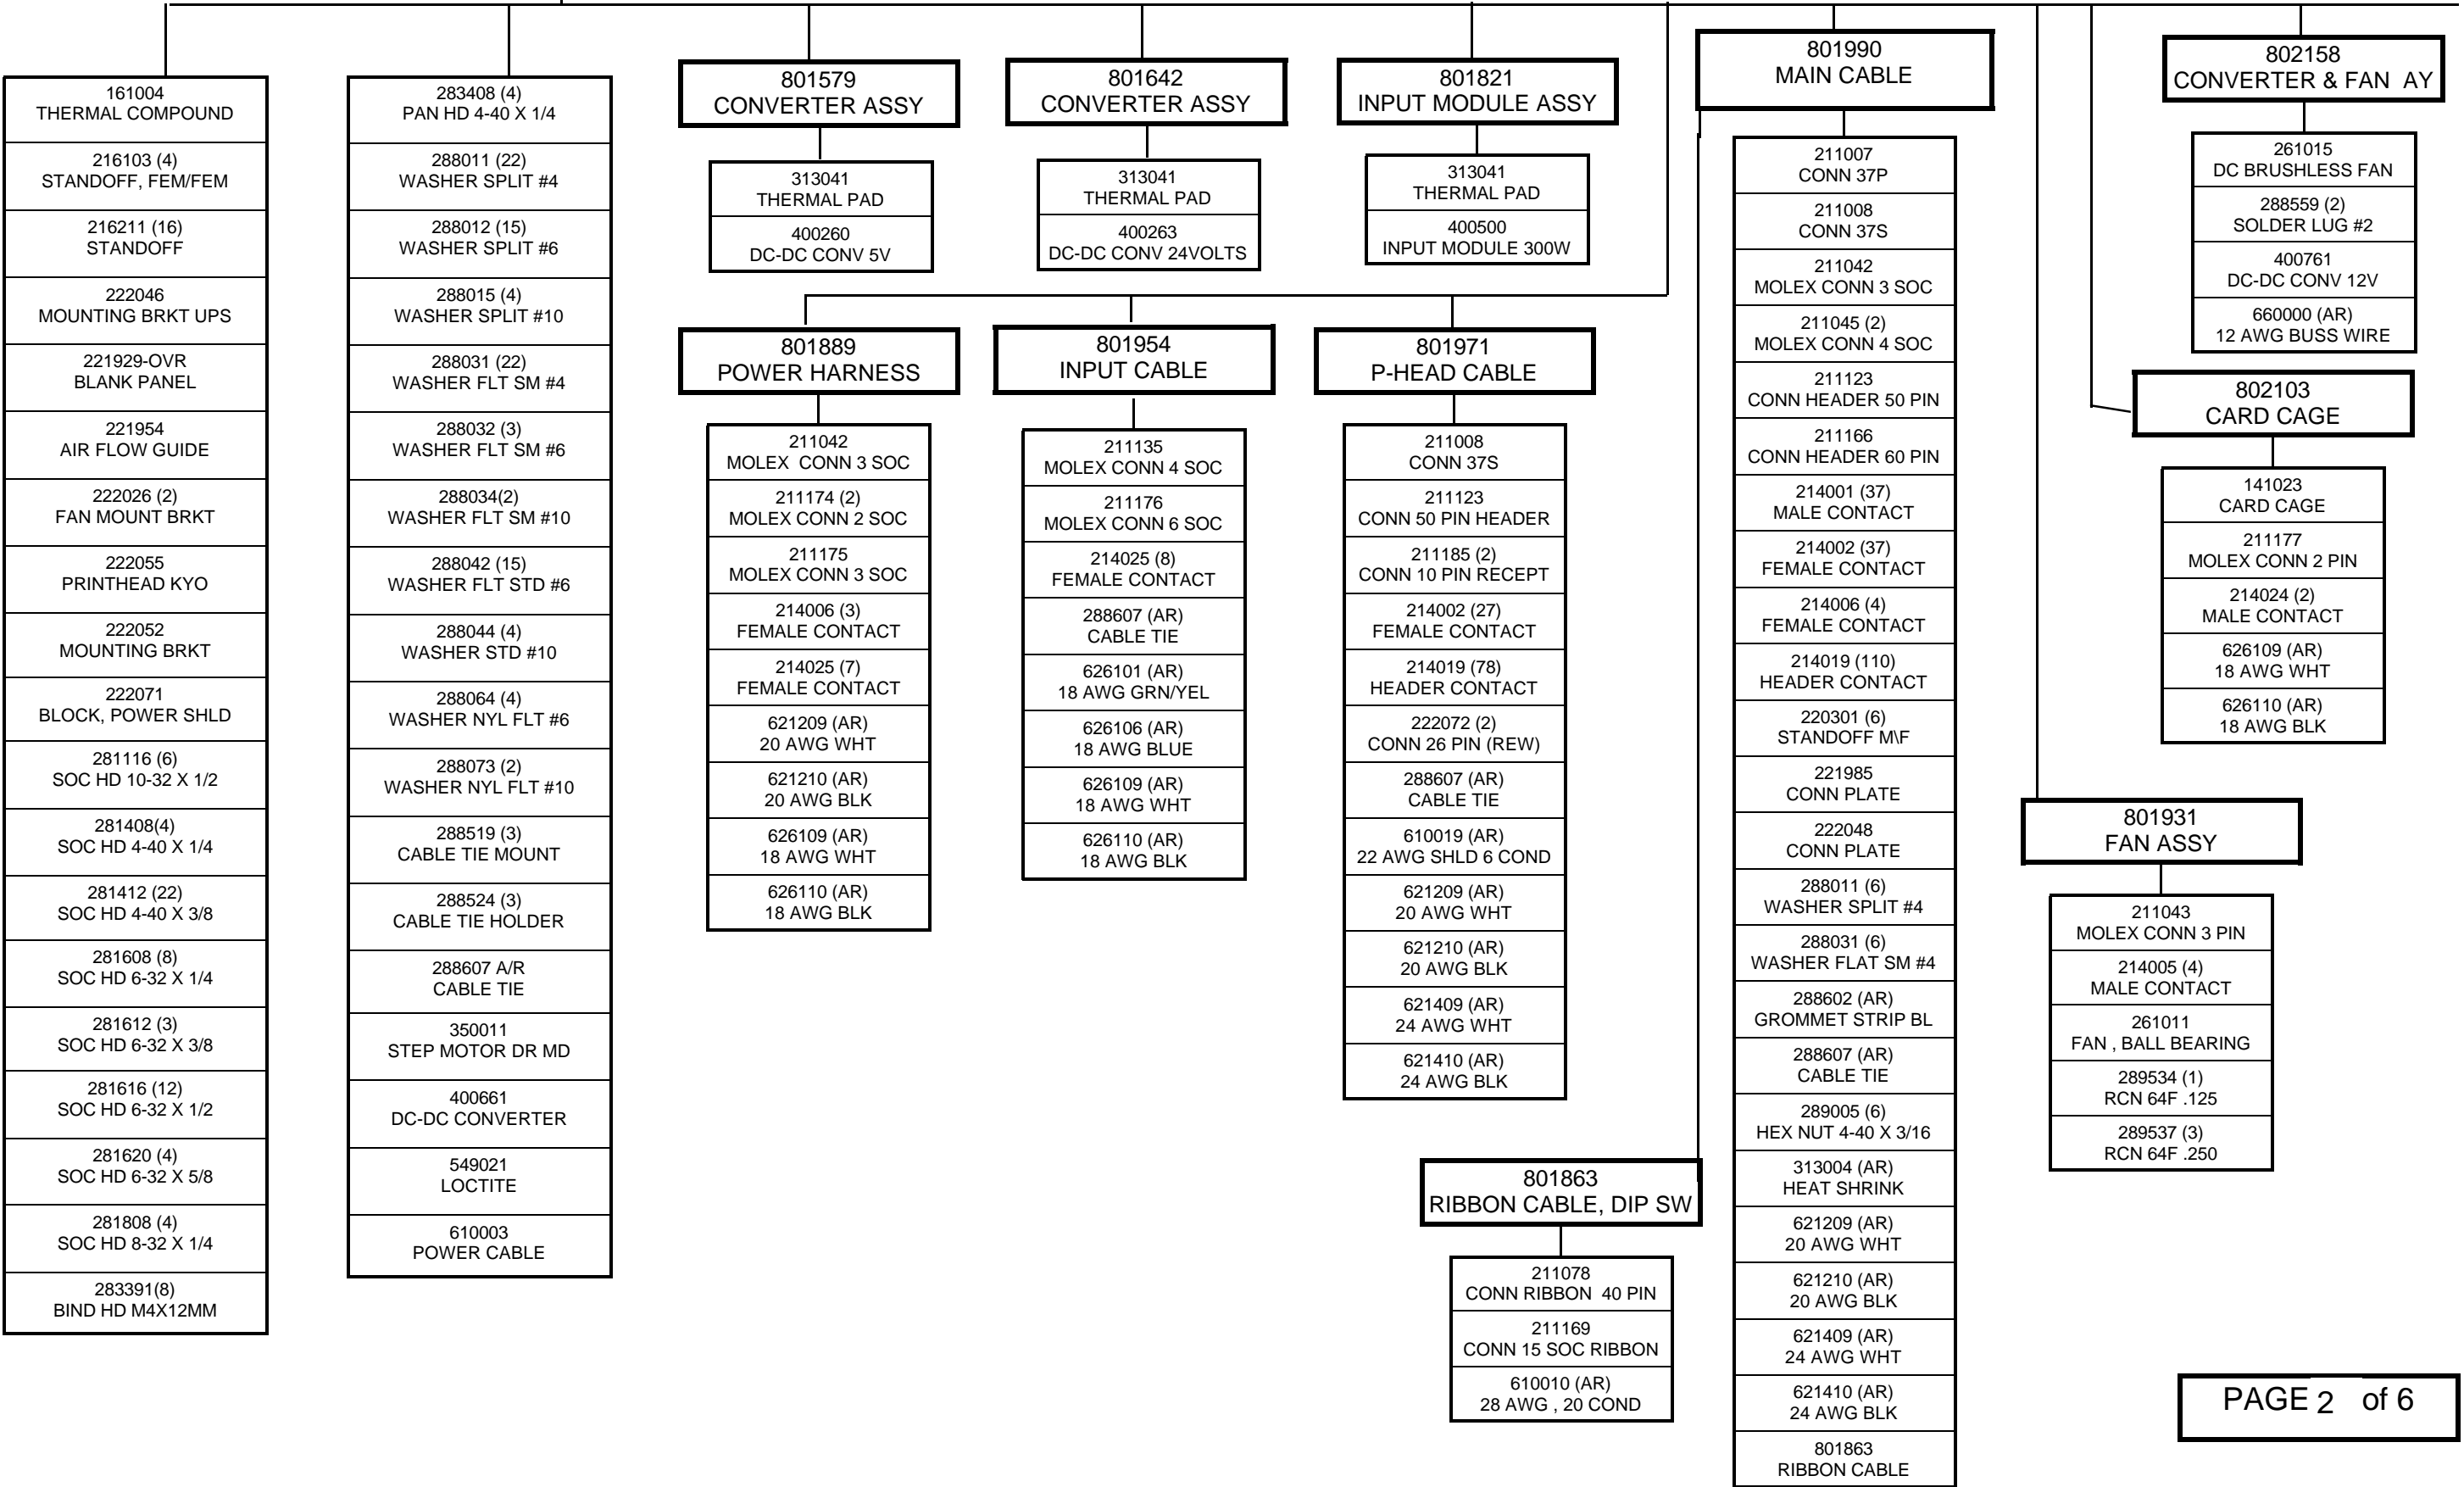 161004
THERMAL COMPOUND
216103 (4)
STANDOFF, FEM/FEM
216211 (16)
STANDOFF
222046
MOUNTING BRKT UPS
221929-OVR
BLANK PANEL
221954
AIR FLOW GUIDE
222026 (2)
FAN MOUNT BRKT
222055
PRINTHEAD KYO
222052
MOUNTING BRKT
222071
BLOCK, POWER SHLD
281116 (6)
SOC HD 10-32 X 1/2
281408(4)
SOC HD 4-40 X 1/4
281412 (22)
SOC HD 4-40 X 3/8
281608 (8)
SOC HD 6-32 X 1/4
281612 (3)
SOC HD 6-32 X 3/8
281616 (12)
SOC HD 6-32 X 1/2
281620 (4)
SOC HD 6-32 X 5/8
281808 (4)
SOC HD 8-32 X 1/4
283391(8)
BIND HD M4X12MM
283408 (4)
PAN HD 4-40 X 1/4
288011 (22)
WASHER SPLIT #4
288012 (15)
WASHER SPLIT #6
288015 (4)
WASHER SPLIT #10
288031 (22)
WASHER FLT SM #4
288032 (3)
WASHER FLT SM #6
288034(2)
WASHER FLT SM #10
288042 (15)
WASHER FLT STD #6
288044 (4)
WASHER STD #10
288064 (4)
WASHER NYL FLT #6
288073 (2)
WASHER NYL FLT #10
288519 (3)
CABLE TIE MOUNT
288524 (3)
CABLE TIE HOLDER
288607 A/R
CABLE TIE
350011
STEP MOTOR DR MD
400661
DC-DC CONVERTER
549021
LOCTITE
610003
POWER CABLE
801579
CONVERTER ASSY
313041
THERMAL PAD
400260
DC-DC CONV 5V
801642
CONVERTER ASSY
313041
THERMAL PAD
400263
DC-DC CONV 24VOLTS
801821
INPUT MODULE ASSY
313041
THERMAL PAD
400500
INPUT MODULE 300W
801889
POWER HARNESS
211042
MOLEX CONN 3 SOC
211174 (2)
MOLEX CONN 2 SOC
211175
MOLEX CONN 3 SOC
214006 (3)
FEMALE CONTACT
214025 (7)
FEMALE CONTACT
621209 (AR)
20 AWG WHT
621210 (AR)
20 AWG BLK
626109 (AR)
18 AWG WHT
626110 (AR)
18 AWG BLK
801954
INPUT CABLE
211135
MOLEX CONN 4 SOC
211176
MOLEX CONN 6 SOC
214025 (8)
FEMALE CONTACT
288607 (AR)
CABLE TIE
626101 (AR)
18 AWG GRN/YEL
626106 (AR)
18 AWG BLUE
626109 (AR)
18 AWG WHT
626110 (AR)
18 AWG BLK
801971
P-HEAD CABLE
211008
CONN 37S
211123
CONN 50 PIN HEADER
211185 (2)
CONN 10 PIN RECEPT
214002 (27)
FEMALE CONTACT
214019 (78)
HEADER CONTACT
222072 (2)
CONN 26 PIN (REW)
288607 (AR)
CABLE TIE
610019 (AR)
22 AWG SHLD 6 COND
621209 (AR)
20 AWG WHT
621210 (AR)
20 AWG BLK
621409 (AR)
24 AWG WHT
621410 (AR)
24 AWG BLK
801863
RIBBON CABLE, DIP SW
211078
CONN RIBBON 40 PIN
211169
CONN 15 SOC RIBBON
610010 (AR)
28 AWG , 20 COND
801990
MAIN CABLE
211007
CONN 37P
211008
CONN 37S
211042
MOLEX CONN 3 SOC
211045 (2)
MOLEX CONN 4 SOC
211123
CONN HEADER 50 PIN
211166
CONN HEADER 60 PIN
214001 (37)
MALE CONTACT
214002 (37)
FEMALE CONTACT
214006 (4)
FEMALE CONTACT
214019 (110)
HEADER CONTACT
220301 (6)
STANDOFF M\F
221985
CONN PLATE
222048
CONN PLATE
288011 (6)
WASHER SPLIT #4
288031 (6)
WASHER FLAT SM #4
288602 (AR)
GROMMET STRIP BL
288607 (AR)
CABLE TIE
289005 (6)
HEX NUT 4-40 X 3/16
313004 (AR)
HEAT SHRINK
621209 (AR)
20 AWG WHT
621210 (AR)
20 AWG BLK
621409 (AR)
24 AWG WHT
621410 (AR)
24 AWG BLK
801863
RIBBON CABLE
802158
CONVERTER & FAN AY
261015
DC BRUSHLESS FAN
288559 (2)
SOLDER LUG #2
400761
DC-DC CONV 12V
660000 (AR)
12 AWG BUSS WIRE
802103
CARD CAGE
141023
CARD CAGE
211177
MOLEX CONN 2 PIN
214024 (2)
MALE CONTACT
626109 (AR)
18 AWG WHT
626110 (AR)
18 AWG BLK
801931
FAN ASSY
211043
MOLEX CONN 3 PIN
214005 (4)
MALE CONTACT
261011
FAN , BALL BEARING
289534 (1)
RCN 64F .125
289537 (3)
RCN 64F .250
PAGE 2 of 6